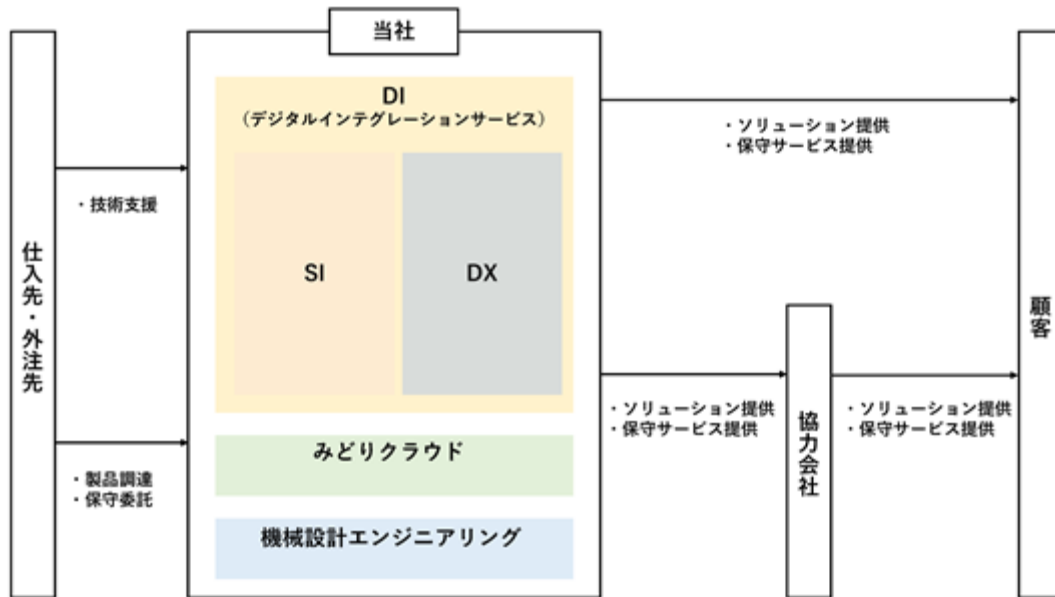 当社
DI
（デジタルインテグレーションサービス）
SI
DX
みどりクラウド
機械設計エンジニアリング
仕入先・外注先
・技術支援
・製品調達
・保守委託
・ソリューション提供
・保守サービス提供
・ソリューション提供
・保守サービス提供
協力会社
・ソリューション提供
・保守サービス提供
顧客